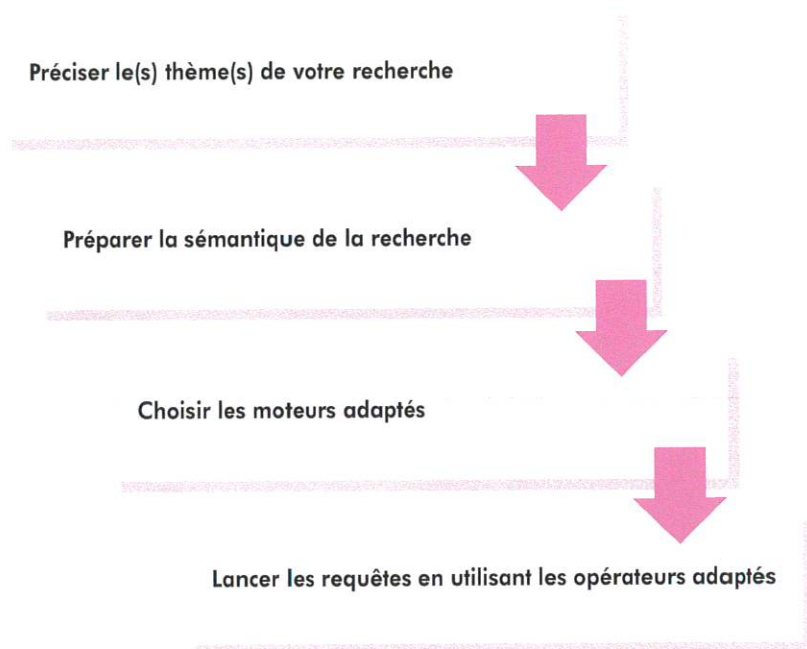 Préciser le(s) thème(s) de votre recherche
Préparer la sémantique de la recherche
Choisir les moteurs adaptés
Lancer les requêtes en utilisant les opérateurs adaptés